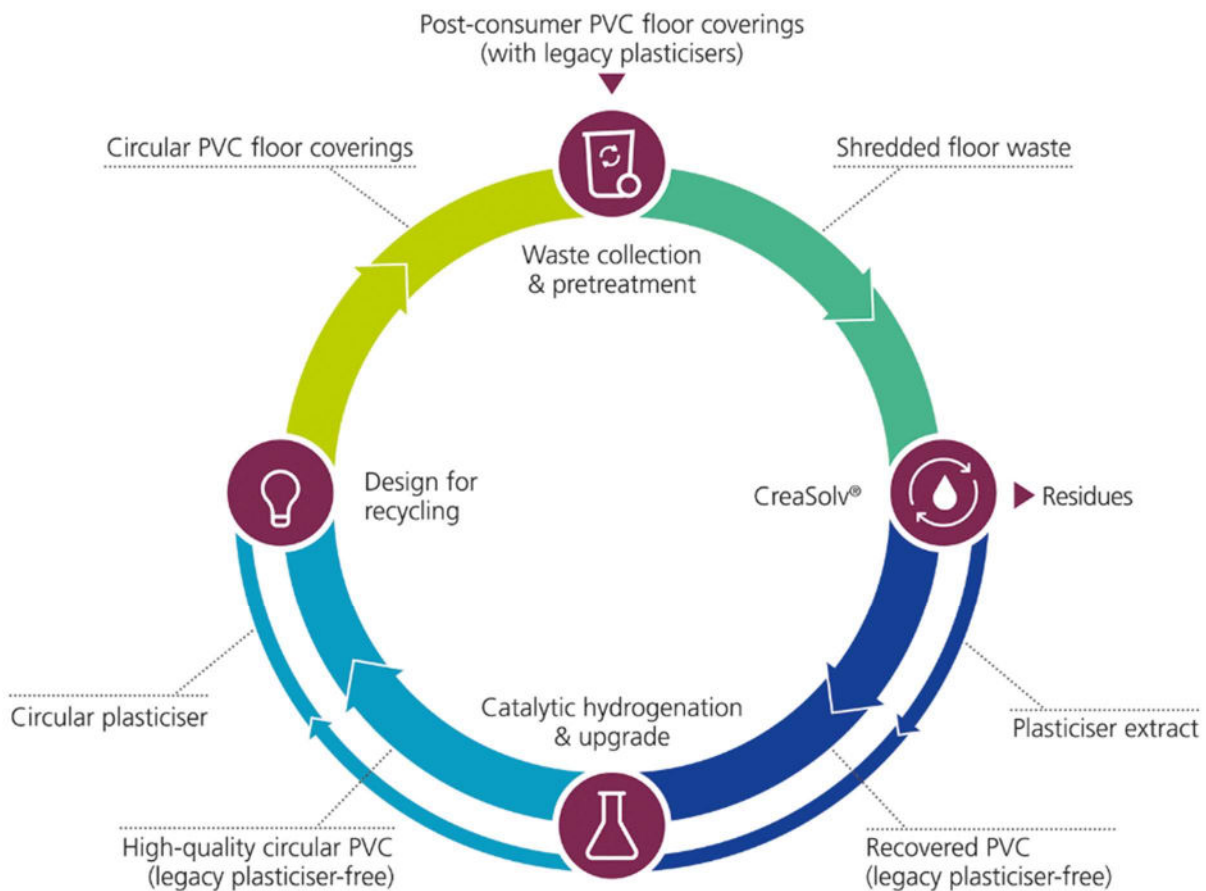 Post-consumer PVC floor coverings
(with legacy plasticisers)
Circular PVC floor coverings
Shredded floor waste
Waste collection
& pretreatment
Design for
recycling
CreaSolv®
Residues
Circular plasticiser
Catalytic hydrogenation
& upgrade
Plasticiser extract
High-quality circular PVC
(legacy plasticiser-free)
Recovered PVC
(legacy plasticiser-free)